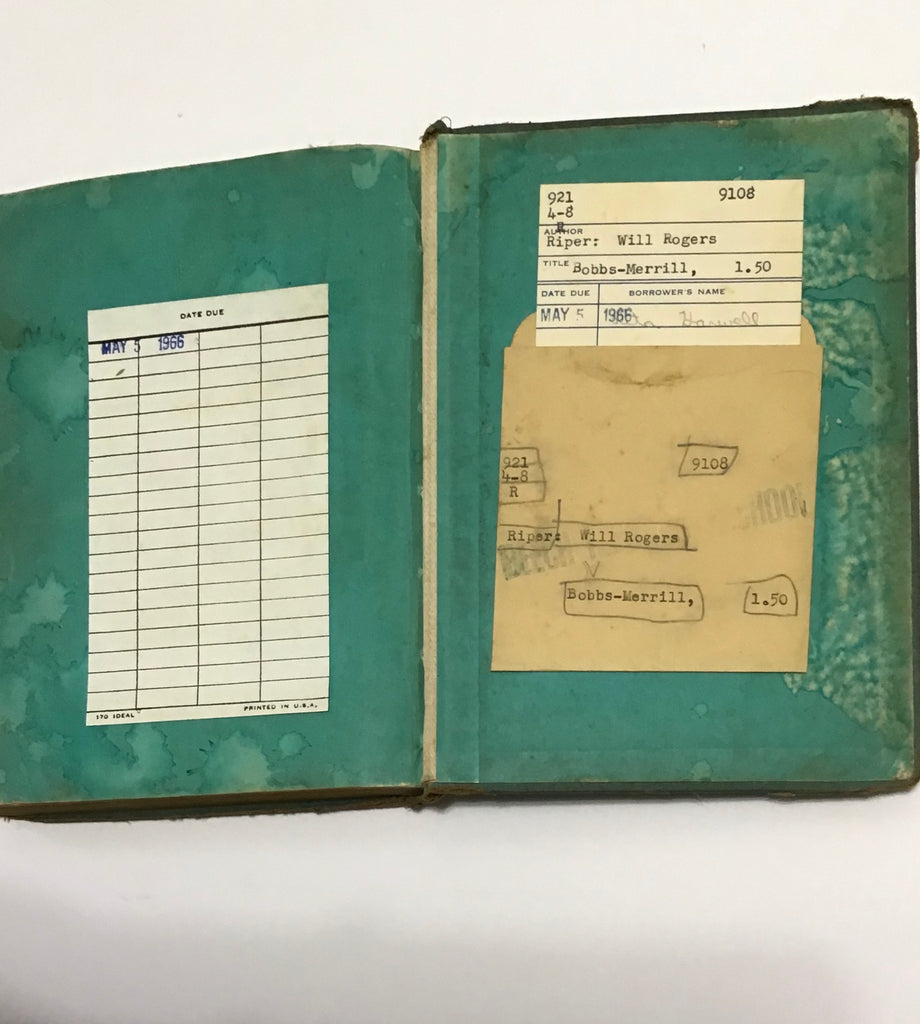 DATE DUE
MAY 5 1966
170 IDEAL
PRINTED IN U.S.A.
921 9108
4-8
R
AUTHOR
Riper: Will Rogers
TITLE Bobbs-Merrill, 1.50
DATE DUE BORROWER'S NAME
MAY 5 1966
921 9108
4-8
R
Riper: Will Rogers
Bobbs-Merrill, 1.50